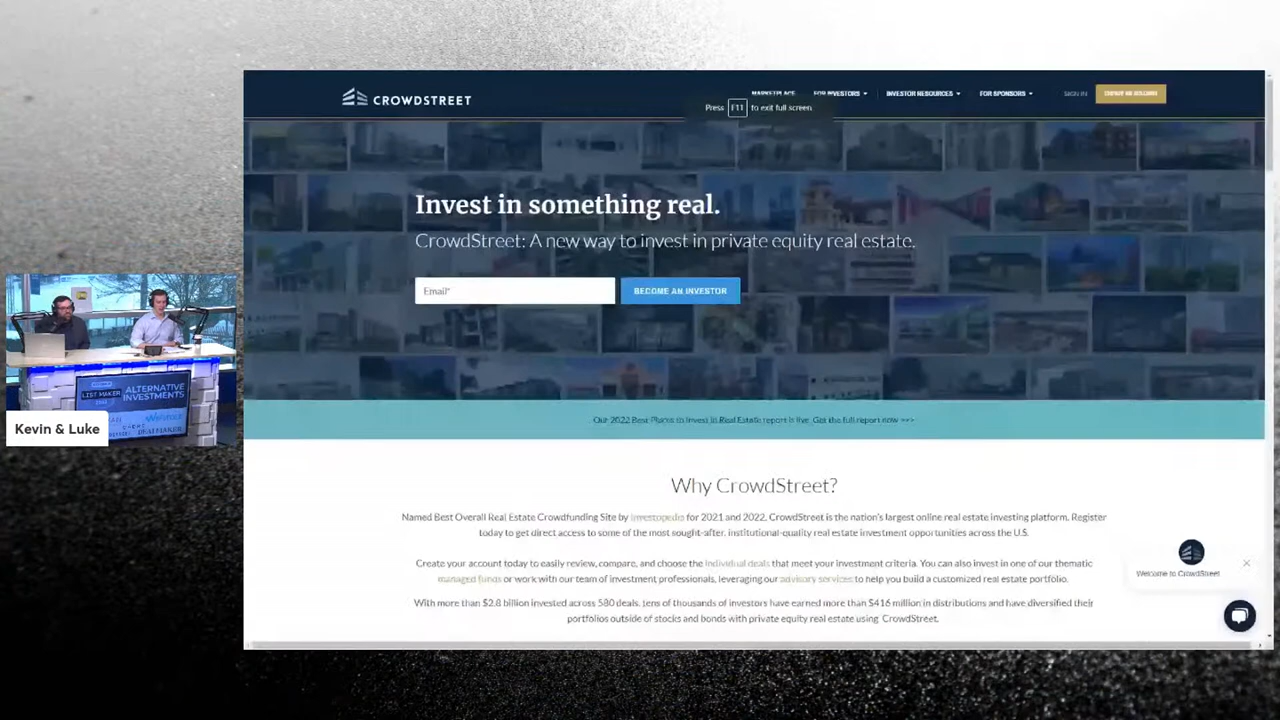 CROWDSTREET
MARKETPLACE
FOR INVESTORS
INVESTOR RESOURCES
FOR SPONSORS
SIGN IN
Press F11 to exit full screen
Invest in something real.
CrowdStreet: A new way to invest in private equity real estate.
Email*
BECOME AN INVESTOR
Our 2022 Best Places to Invest in Real Estate report is live. Get the full report now >>>
Why CrowdStreet?
Named Best Overall Real Estate Crowdfunding Site by Investopedia for 2021 and 2022, CrowdStreet is the nation's largest online real estate investing platform. Register
today to get direct access to some of the most sought-after, institutional-quality real estate investment opportunities across the U.S.
Create your account today to easily review, compare, and choose the individual deals that meet your investment criteria. You can also invest in one of our thematic
managed funds or work with our team of investment professionals, leveraging our advisory services to help you build a customized real estate portfolio.
With more than $2.8 billion invested across 580 deals, tens of thousands of investors have earned more than $416 million in distributions and have diversified their
portfolios outside of stocks and bonds with private equity real estate using CrowdStreet.
Welcome to CrowdStreet
LIST MAKER
ALTERNATIVE
INVESTMENTS
Kevin & Luke